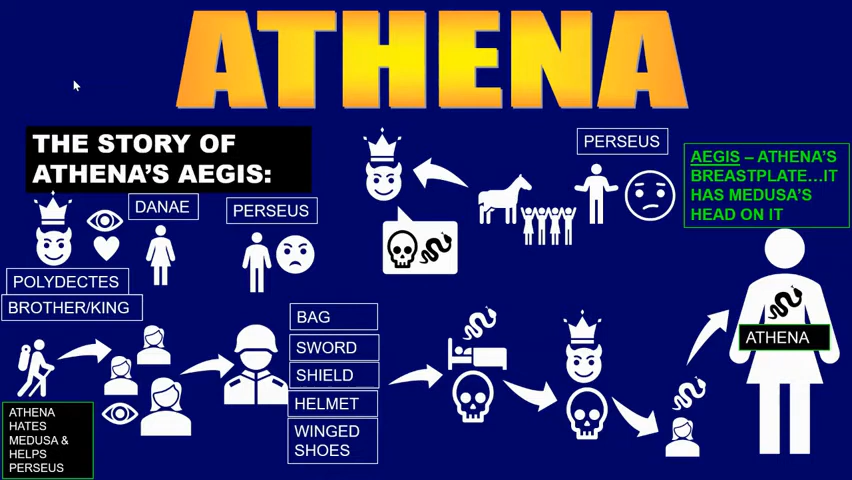 ATHENA
THE STORY OF
ATHENA'S AEGIS:
DANAE
PERSEUS
POLYDECTES
BROTHER/KING
PERSEUS
AEGIS – ATHENA'S
BREASTPLATE...IT
HAS MEDUSA'S
HEAD ON IT
ATHENA
HATES
MEDUSA &
HELPS
PERSEUS
BAG
SWORD
SHIELD
HELMET
WINGED
SHOES
ATHENA